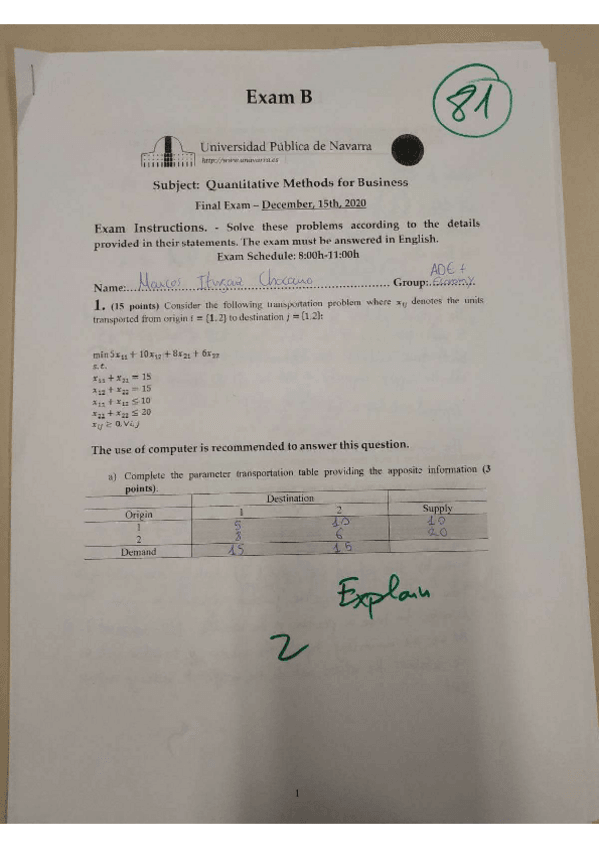 Exam B
81
Universidad Pública de Navarra
http://www.unavarra.es
Subject: Quantitative Methods for Business
Final Exam – December, 15th, 2020
Exam Instructions. - Solve these problems according to the details
provided in their statements. The exam must be answered in English.
Exam Schedule: 8:00h-11:00h
ADE +
Name: Marcos Group: Economy
1. (15 points) Consider the following transportation problem where xij denotes the units
transported from origin i = {1,2} to destination j = {1,2}:
min 5x11 + 10x12 + 8x21 + 6x22
s.t.
x11 + x21 = 15
x12 + x22 = 15
x11 + x12 ≤ 10
x21 + x22 ≤ 20
xij ≥ 0, ∀i, j
The use of computer is recommended to answer this question.
a) Complete the parameter transportation table providing the apposite information (3
points).
Destination
Origin 1 2 Supply
1 5 10 10
2 8 6 20
Demand 15 15
Explain
2
1